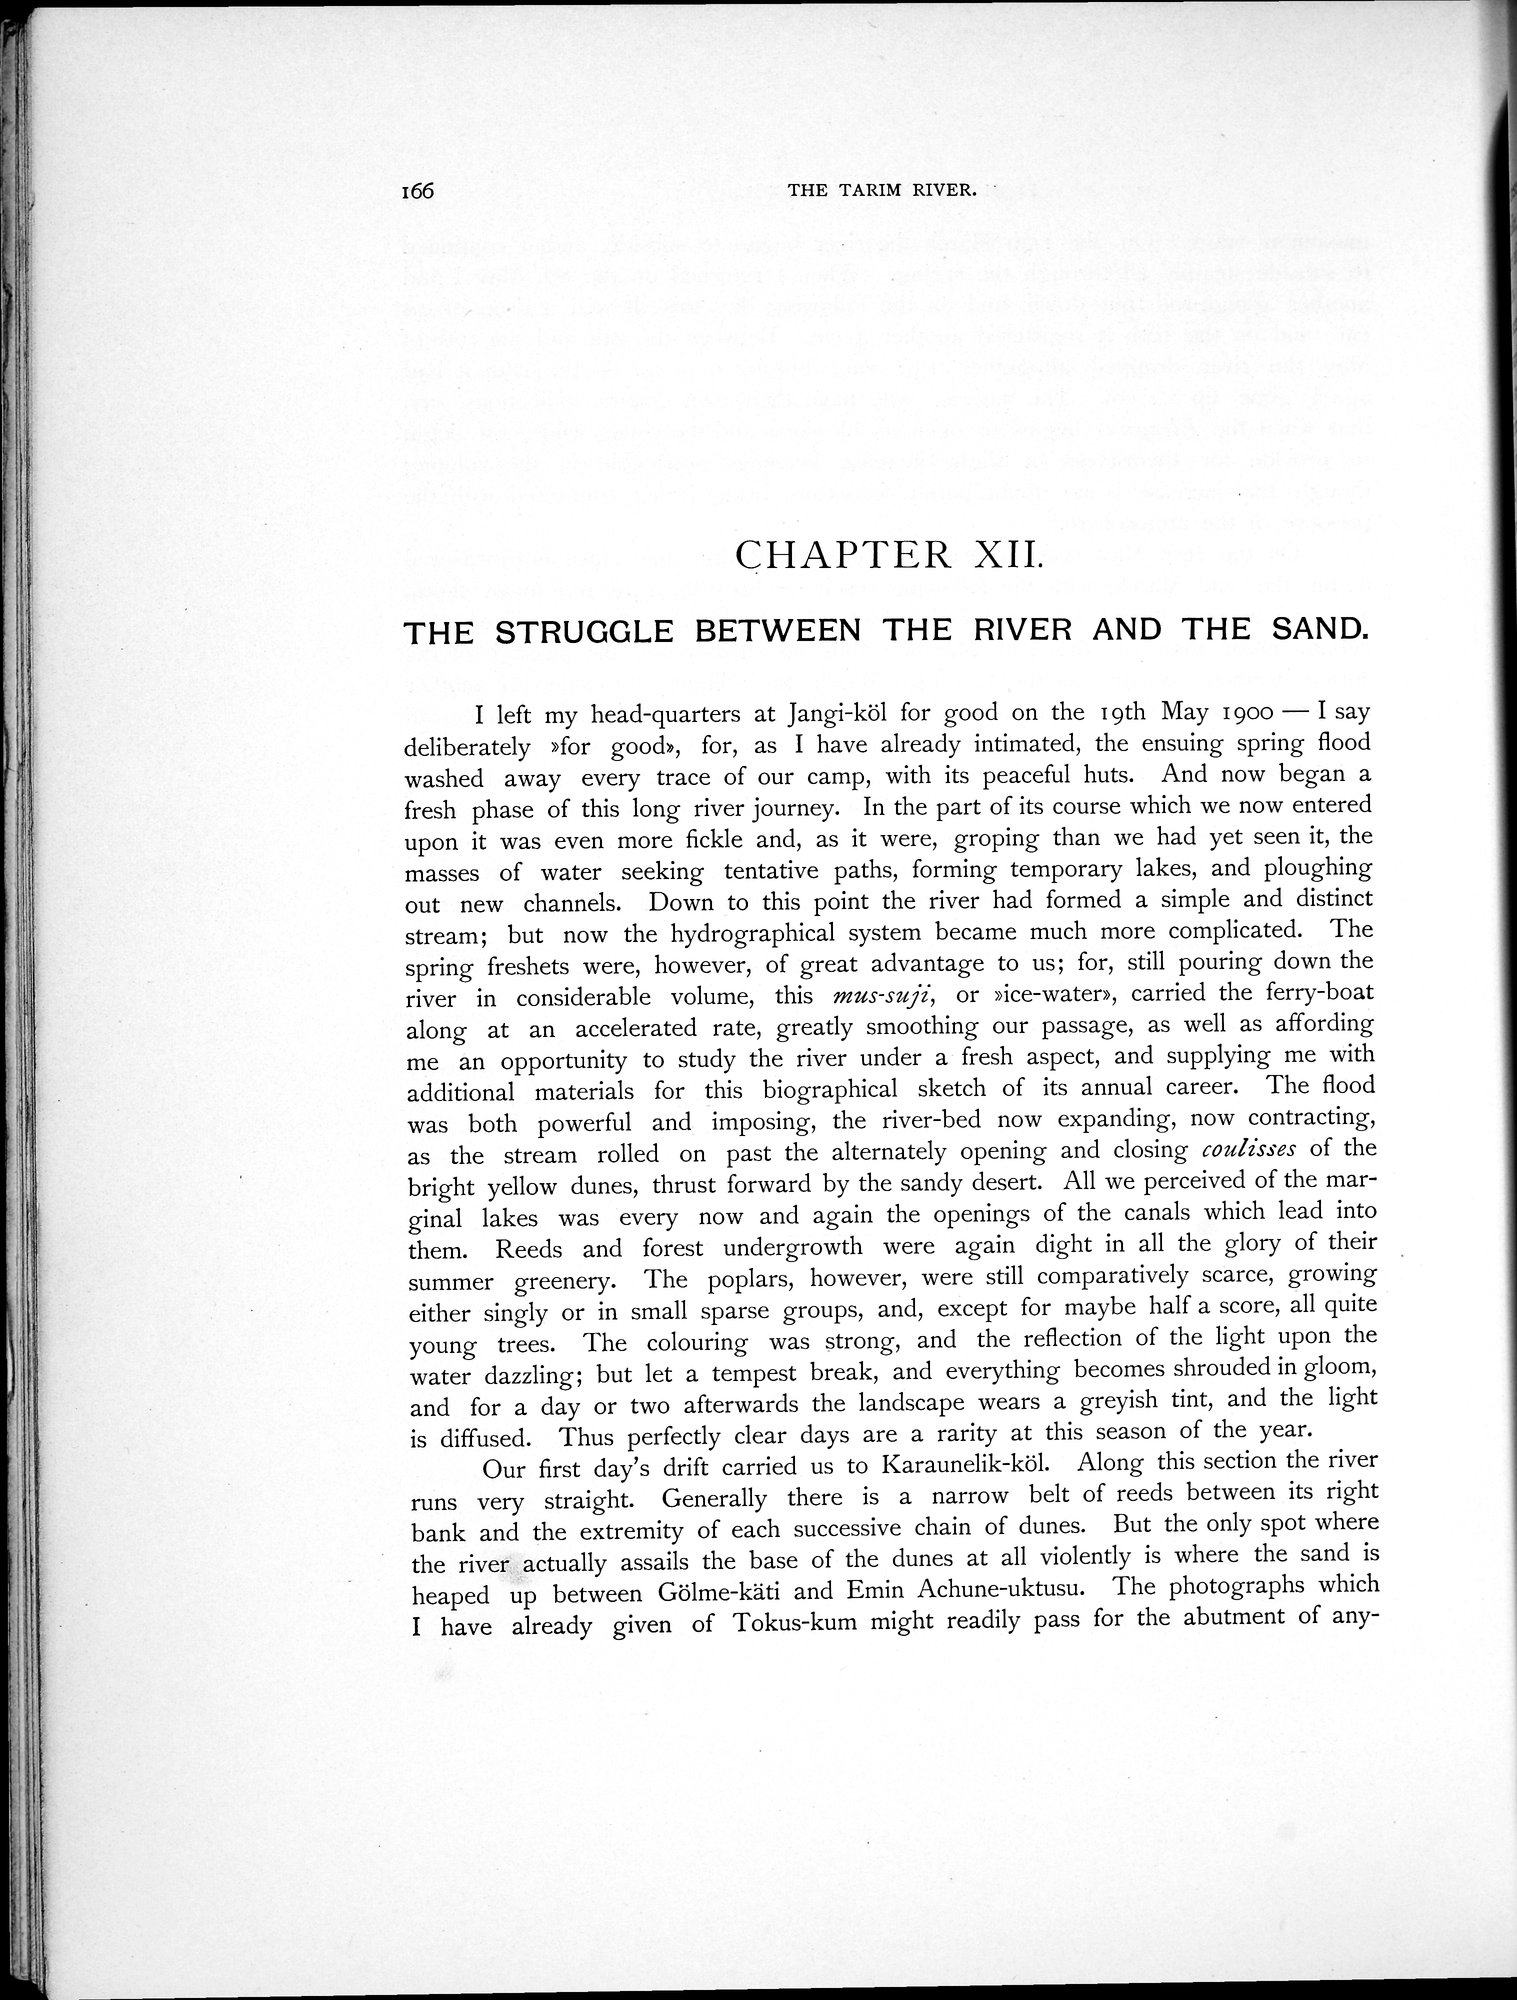 166 THE TARIM RIVER.
CHAPTER XII.
THE STRUGGLE BETWEEN THE RIVER AND THE SAND.
I left my head-quarters at Jangi-köl for good on the 19th May 1900 — I say
deliberately »for good», for, as I have already intimated, the ensuing spring flood
washed away every trace of our camp, with its peaceful huts. And now began a
fresh phase of this long river journey. In the part of its course which we now entered
upon it was even more fickle and, as it were, groping than we had yet seen it, the
masses of water seeking tentative paths, forming temporary lakes, and ploughing
out new channels. Down to this point the river had formed a simple and distinct
stream; but now the hydrographical system became much more complicated. The
spring freshets were, however, of great advantage to us; for, still pouring down the
river in considerable volume, this mus-suji, or »ice-water», carried the ferry-boat
along at an accelerated rate, greatly smoothing our passage, as well as affording
me an opportunity to study the river under a fresh aspect, and supplying me with
additional materials for this biographical sketch of its annual career. The flood
was both powerful and imposing, the river-bed now expanding, now contracting,
as the stream rolled on past the alternately opening and closing coulisses of the
bright yellow dunes, thrust forward by the sandy desert. All we perceived of the mar-
ginal lakes was every now and again the openings of the canals which lead into
them. Reeds and forest undergrowth were again dight in all the glory of their
summer greenery. The poplars, however, were still comparatively scarce, growing
either singly or in small sparse groups, and, except for maybe half a score, all quite
young trees. The colouring was strong, and the reflection of the light upon the
water dazzling; but let a tempest break, and everything becomes shrouded in gloom,
and for a day or two afterwards the landscape wears a greyish tint, and the light
is diffused. Thus perfectly clear days are a rarity at this season of the year.
Our first day's drift carried us to Karaunelik-köl. Along this section the river
runs very straight. Generally there is a narrow belt of reeds between its right
bank and the extremity of each successive chain of dunes. But the only spot where
the river actually assails the base of the dunes at all violently is where the sand is
heaped up between Gölme-käti and Emin Achune-uktusu. The photographs which
I have already given of Tokus-kum might readily pass for the abutment of any-